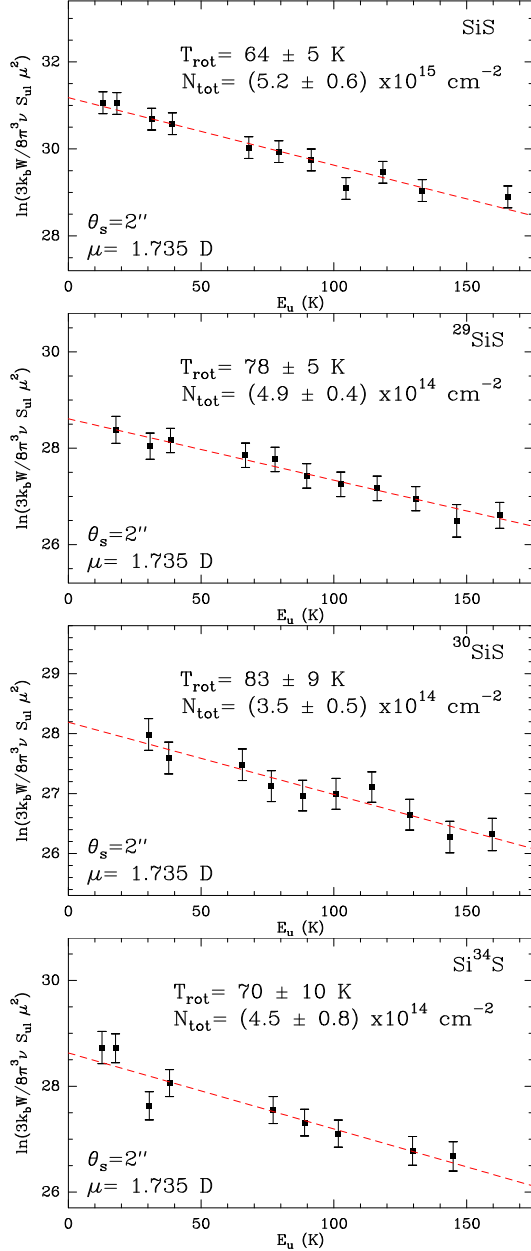 SiS
T_rot= 64 ± 5 K
N_tot= (5.2 ± 0.6) x10^15 cm^−2
ln(3k_bW/8π^3ν S_ul μ^2)
32
30
28
θ_s=2''
μ= 1.735 D
0 50 100 150
E_u (K)
^29SiS
T_rot= 78 ± 5 K
N_tot= (4.9 ± 0.4) x10^14 cm^−2
ln(3k_bW/8π^3ν S_ul μ^2)
30
28
26
θ_s=2''
μ= 1.735 D
0 50 100 150
E_u (K)
^30SiS
T_rot= 83 ± 9 K
N_tot= (3.5 ± 0.5) x10^14 cm^−2
ln(3k_bW/8π^3ν S_ul μ^2)
29
28
27
26
θ_s=2''
μ= 1.735 D
0 50 100 150
E_u (K)
Si^34S
T_rot= 70 ± 10 K
N_tot= (4.5 ± 0.8) x10^14 cm^−2
ln(3k_bW/8π^3ν S_ul μ^2)
30
28
26
θ_s=2''
μ= 1.735 D
0 50 100 150
E_u (K)